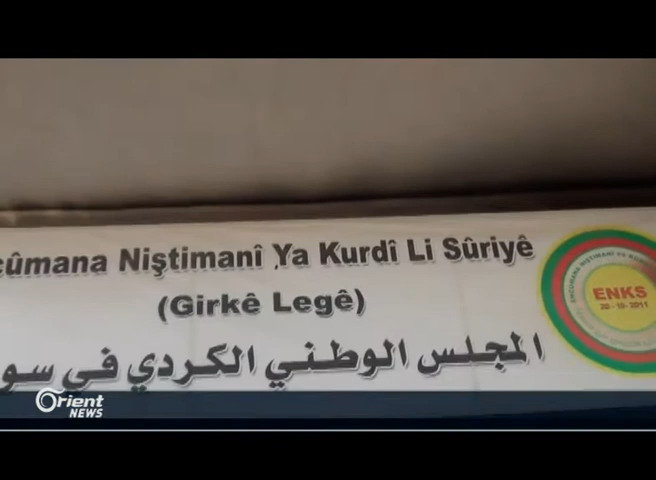 cûmana Niştimanî Ya Kurdî Li Sûriyê
(Girkê Legê)
المجلس الوطني الكردي في سو
ENKS
20-10-2011
Orient
NEWS